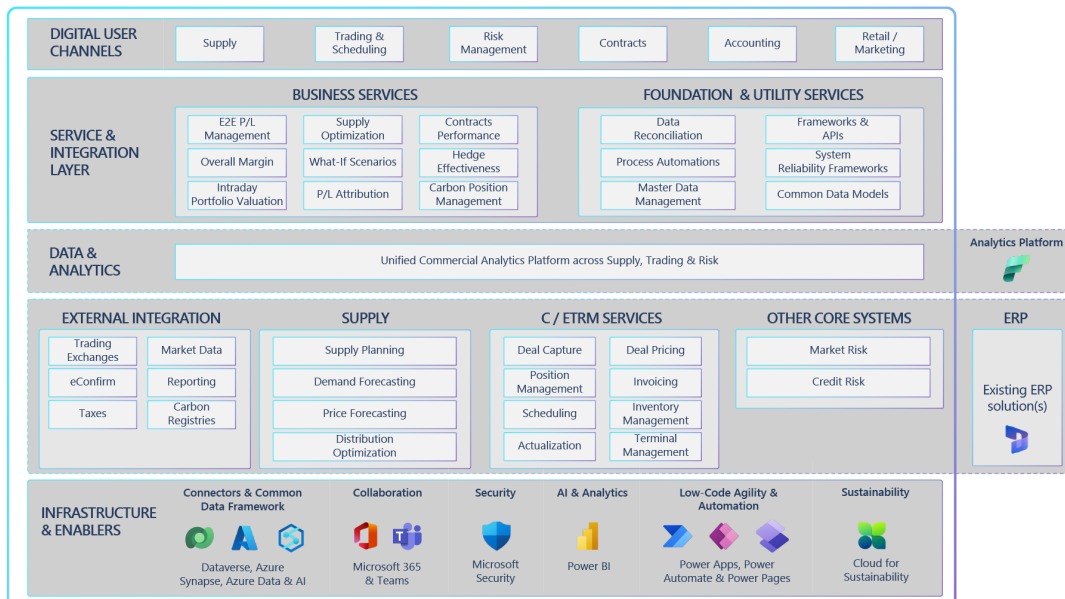 DIGITAL USER
CHANNELS
Supply
Trading &
Scheduling
Risk
Management
Contracts
Accounting
Retail /
Marketing
SERVICE &
INTEGRATION
LAYER
BUSINESS SERVICES
E2E P/L
Management
Supply
Optimization
Contracts
Performance
Overall Margin
What-If Scenarios
Hedge
Effectiveness
Intraday
Portfolio Valuation
P/L Attribution
Carbon Position
Management
FOUNDATION & UTILITY SERVICES
Data
Reconciliation
Frameworks &
APIs
Process Automations
System
Reliability Frameworks
Master Data
Management
Common Data Models
DATA &
ANALYTICS
Unified Commercial Analytics Platform across Supply, Trading & Risk
Analytics Platform
EXTERNAL INTEGRATION
Trading
Exchanges
Market Data
eConfirm
Reporting
Taxes
Carbon
Registries
SUPPLY
Supply Planning
Demand Forecasting
Price Forecasting
Distribution
Optimization
C / ETRM SERVICES
Deal Capture
Deal Pricing
Position
Management
Invoicing
Scheduling
Inventory
Management
Actualization
Terminal
Management
OTHER CORE SYSTEMS
Market Risk
Credit Risk
ERP
Existing ERP
solution(s)
INFRASTRUCTURE
& ENABLERS
Connectors & Common
Data Framework
Dataverse, Azure
Synapse, Azure Data & AI
Collaboration
T
Microsoft 365
& Teams
Security
Microsoft
Security
AI & Analytics
Power BI
Low-Code Agility &
Automation
Power Apps, Power
Automate & Power Pages
Sustainability
Cloud for
Sustainability